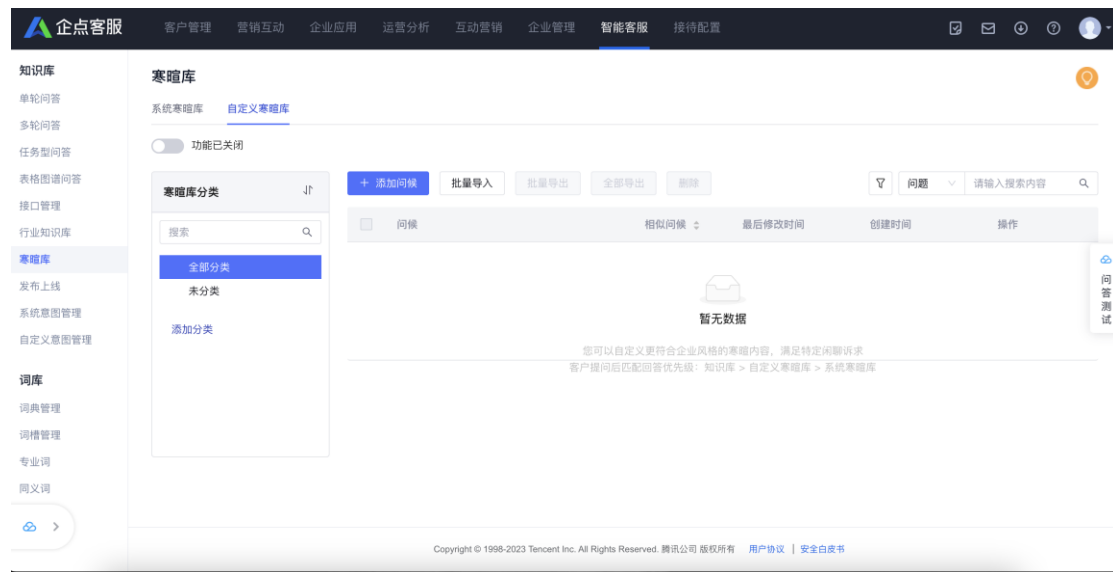 企点客服
客户管理 营销互动 企业应用 运营分析 互动营销 企业管理 智能客服 接待配置
知识库
单轮问答
多轮问答
任务型问答
表格图谱问答
接口管理
行业知识库
寒暄库
发布上线
系统意图管理
自定义意图管理
词库
词典管理
词槽管理
专业词
同义词
寒暄库
系统寒暄库 自定义寒暄库
功能已关闭
寒暄库分类
搜索
全部分类
未分类
添加分类
+ 添加问候 批量导入 批量导出 全部导出 删除 问题 请输入搜索内容
问候 相似问候 最后修改时间 创建时间 操作
暂无数据
您可以自定义更符合企业风格的寒暄内容，满足特定闲聊诉求
客户提问后匹配回答优先级：知识库 > 自定义寒暄库 > 系统寒暄库
问答测试
Copyright © 1998-2023 Tencent Inc. All Rights Reserved. 腾讯公司 版权所有 用户协议 | 安全白皮书